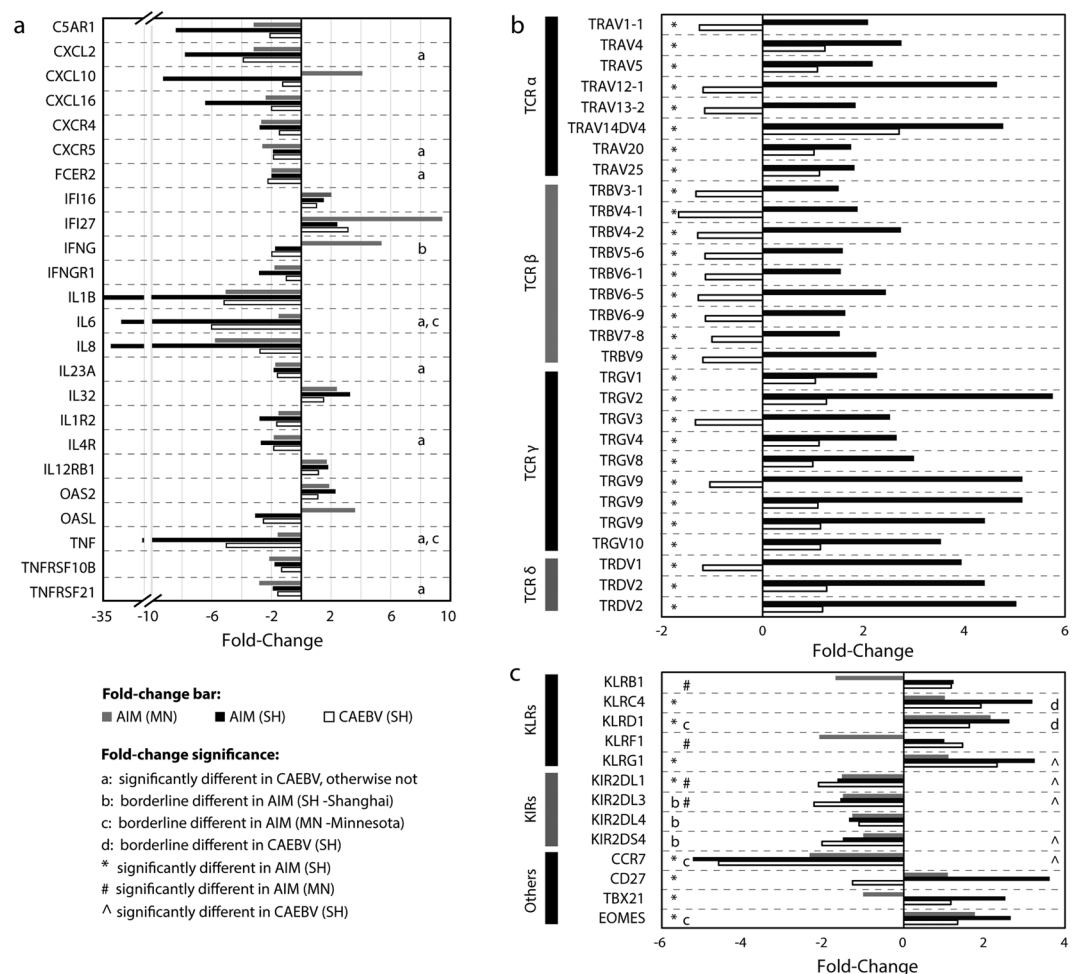 a
C5AR1
CXCL2 a
CXCL10
CXCL16
CXCR4
CXCR5 a
FCER2 a
IFI16
IFI27
IFNG b
IFNGR1
IL1B
IL6 a, c
IL8
IL23A a
IL32
IL1R2
IL4R a
IL12RB1
OAS2
OASL
TNF a, c
TNFRSF10B
TNFRSF21 a
-35 -10 -6 -2 2 6 10
Fold-Change
Fold-change bar:
AIM (MN) AIM (SH) CAEBV (SH)
Fold-change significance:
a: significantly different in CAEBV, otherwise not
b: borderline different in AIM (SH -Shanghai)
c: borderline different in AIM (MN -Minnesota)
d: borderline different in CAEBV (SH)
* significantly different in AIM (SH)
# significantly different in AIM (MN)
^ significantly different in CAEBV (SH)
b
TCR α
TCR β
TCR γ
TCR δ
TRAV1-1 *
TRAV4 *
TRAV5 *
TRAV12-1 *
TRAV13-2 *
TRAV14DV4 *
TRAV20 *
TRAV25 *
TRBV3-1 *
TRBV4-1 *
TRBV4-2 *
TRBV5-6 *
TRBV6-1 *
TRBV6-5 *
TRBV6-9 *
TRBV7-8 *
TRBV9 *
TRGV1 *
TRGV2 *
TRGV3 *
TRGV4 *
TRGV8 *
TRGV9 *
TRGV9 *
TRGV9 *
TRGV10 *
TRDV1 *
TRDV2 *
TRDV2 *
-2 0 2 4 6
Fold-Change
c
KLRs
KIRs
Others
KLRB1 #
KLRC4 * d
KLRD1 * c d
KLRF1 #
KLRG1 * ^
KIR2DL1 * # ^
KIR2DL3 b # ^
KIR2DL4 b
KIR2DS4 b ^
CCR7 * c ^
CD27 *
TBX21 *
EOMES * c
-6 -4 -2 0 2 4
Fold-Change